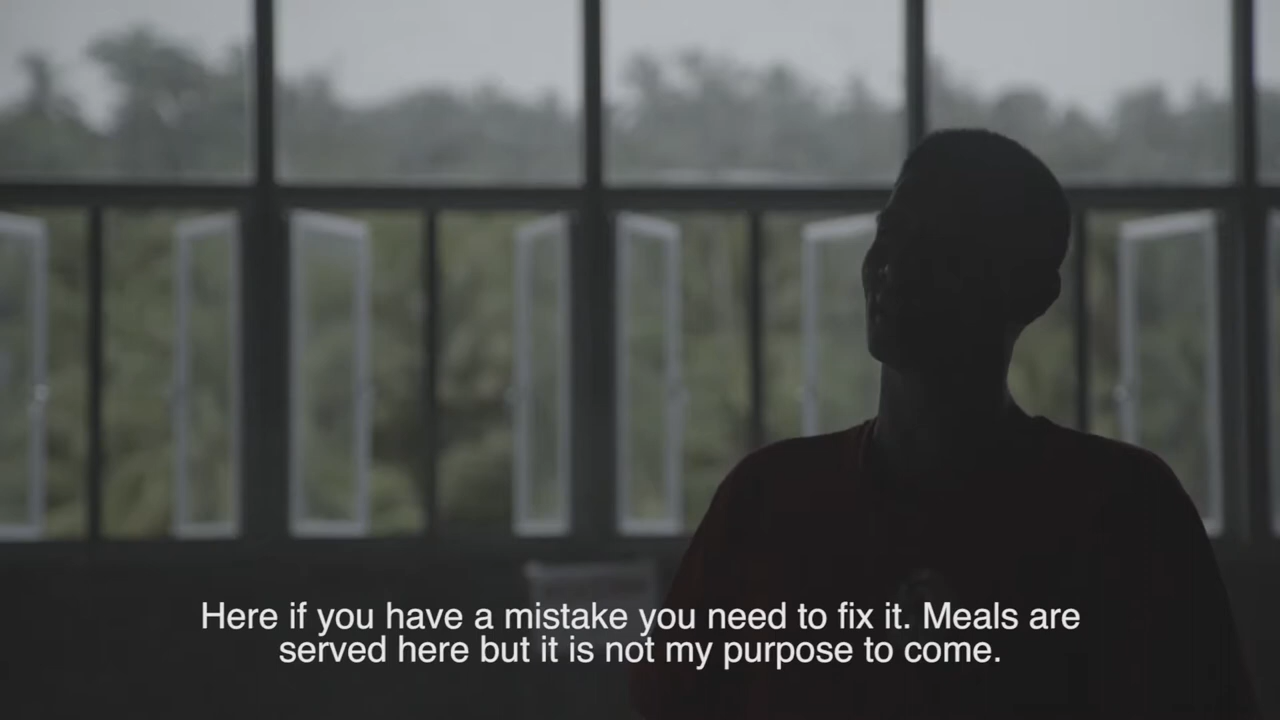 Here if you have a mistake you need to fix it. Meals are
served here but it is not my purpose to come.